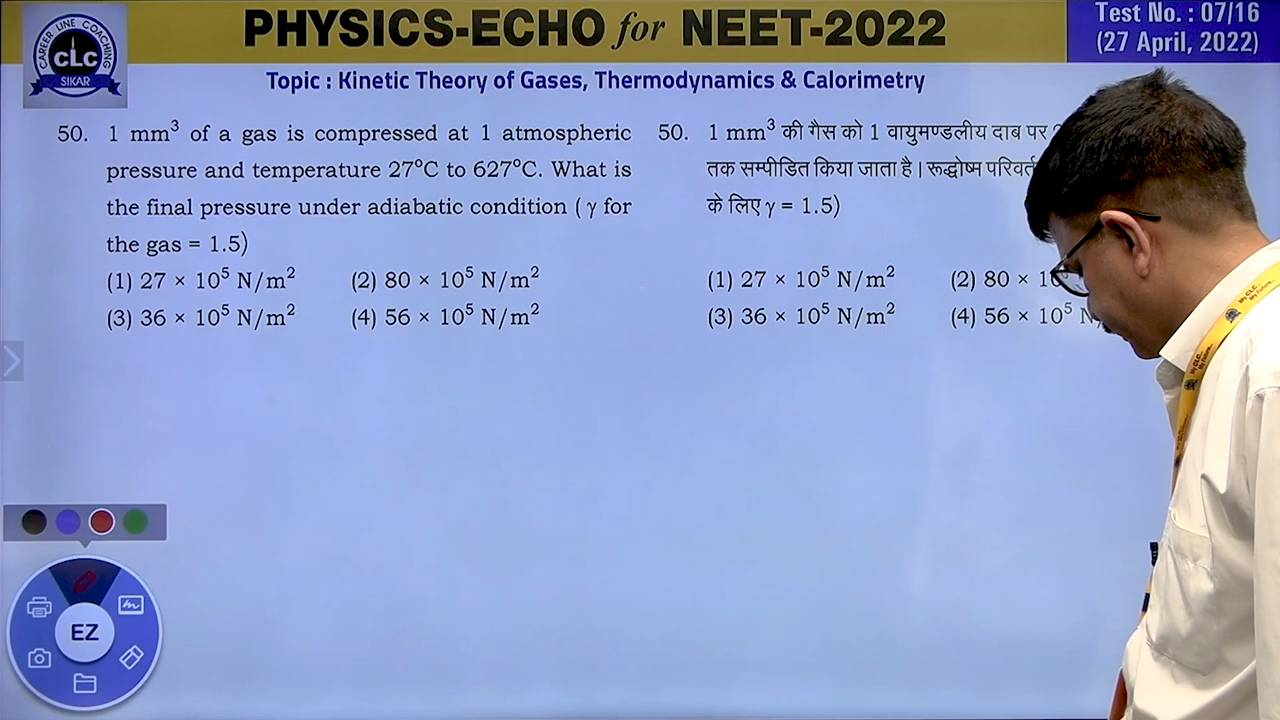 PHYSICS-ECHO for NEET-2022
Test No. : 07/16
(27 April, 2022)
CAREER LINE COACHING
CLC
SIKAR
Topic : Kinetic Theory of Gases, Thermodynamics & Calorimetry
50. 1 mm³ of a gas is compressed at 1 atmospheric
pressure and temperature 27°C to 627°C. What is
the final pressure under adiabatic condition ( γ for
the gas = 1.5)
(1) 27 × 10⁵ N/m² (2) 80 × 10⁵ N/m²
(3) 36 × 10⁵ N/m² (4) 56 × 10⁵ N/m²
50. 1 mm³ की गैस को 1 वायुमण्डलीय दाब पर
तक सम्पीडित किया जाता है। रूद्धोष्म
के लिए γ = 1.5)
(1) 27 × 10⁵ N/m² (2) 80 ×
(3) 36 × 10⁵ N/m² (4) 56 × 10⁵
EZ